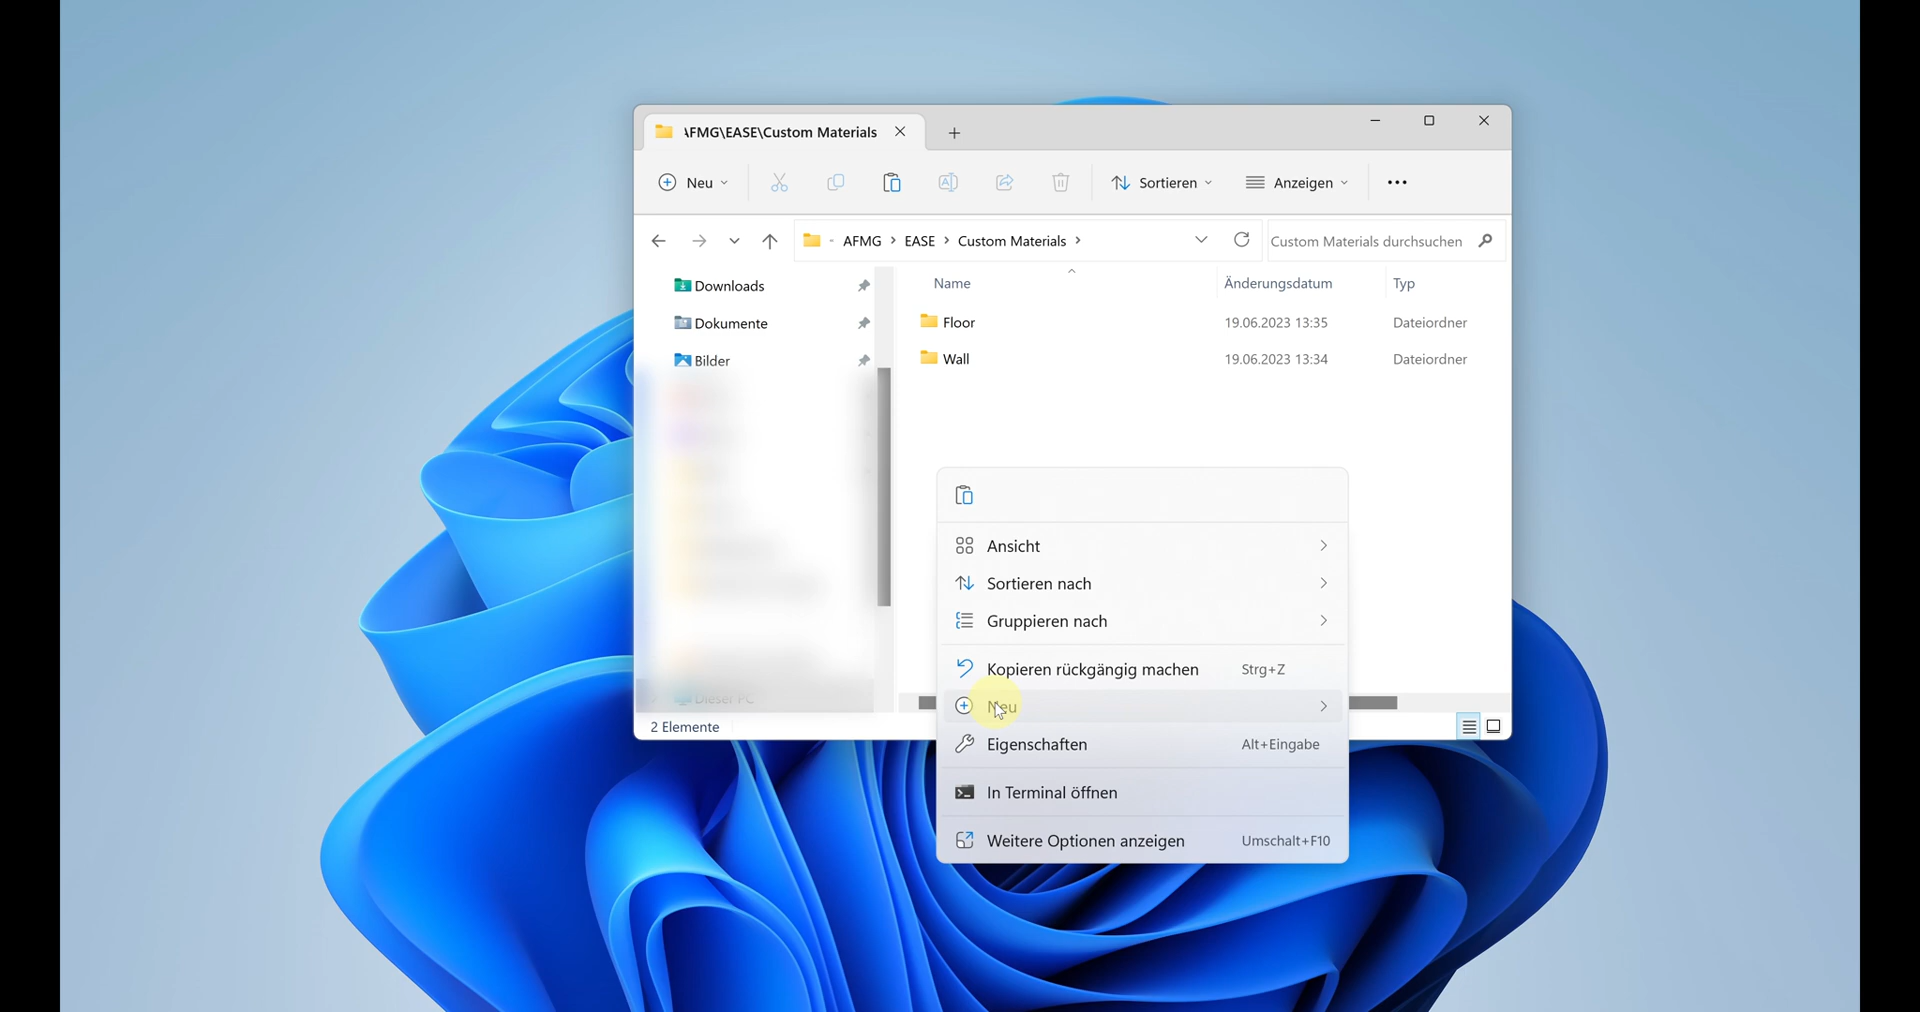 \FMG\EASE\Custom Materials
Neu
Sortieren
Anzeigen
AFMG > EASE > Custom Materials >
Custom Materials durchsuchen
Name Änderungsdatum Typ
Downloads
Dokumente
Bilder
Floor 19.06.2023 13:35 Dateiordner
Wall 19.06.2023 13:34 Dateiordner
Ansicht
Sortieren nach
Gruppieren nach
Kopieren rückgängig machen Strg+Z
Neu
Eigenschaften Alt+Eingabe
In Terminal öffnen
Weitere Optionen anzeigen Umschalt+F10
Dieser PC
2 Elemente